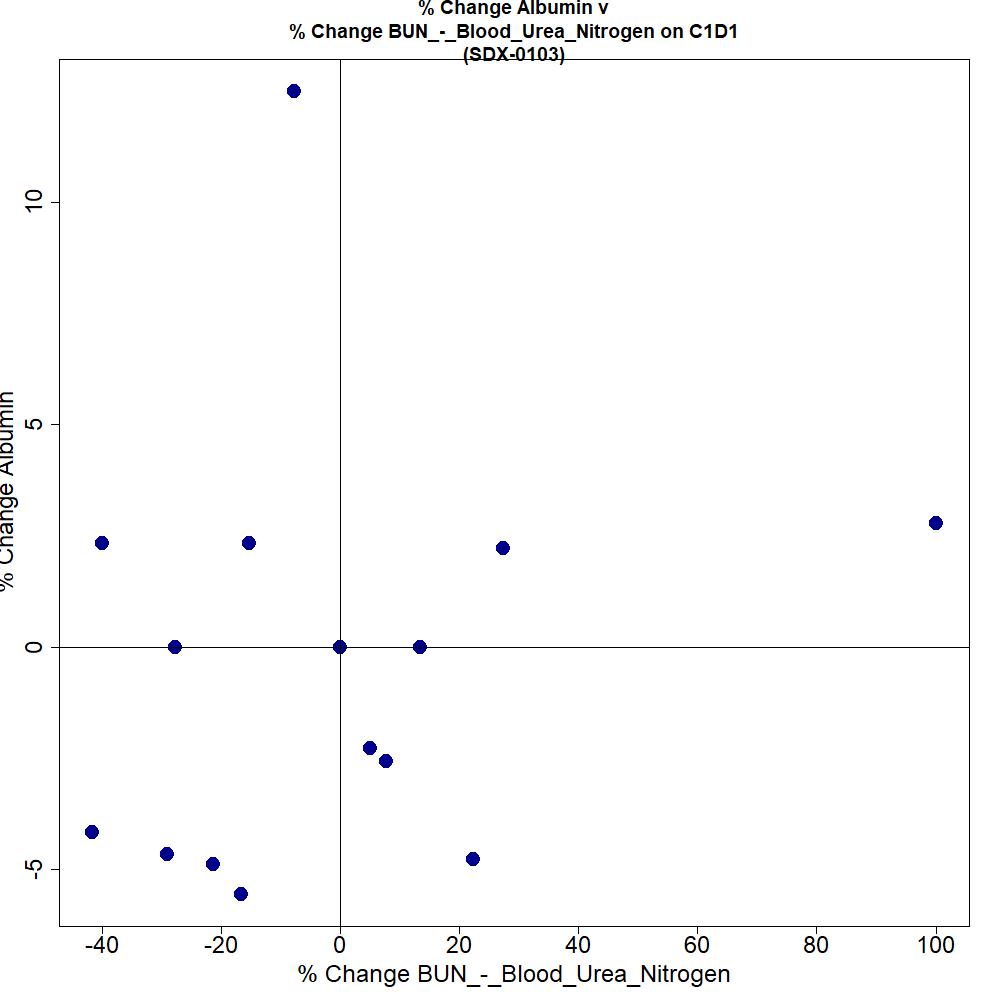 % Change Albumin v
% Change BUN_-_Blood_Urea_Nitrogen on C1D1
(SDX-0103)
% Change Albumin
10
5
0
-5
-40 -20 0 20 40 60 80 100
% Change BUN_-_Blood_Urea_Nitrogen